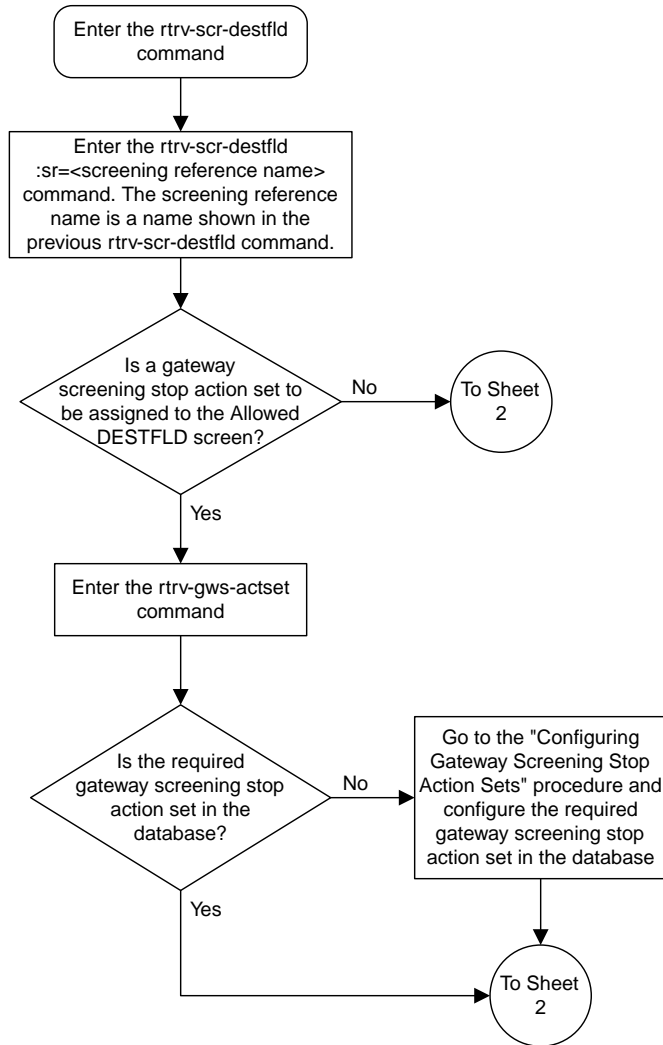 Enter the rtrv-scr-destfld
command
Enter the rtrv-scr-destfld
:sr=<screening reference name>
command. The screening reference
name is a name shown in the
previous rtrv-scr-destfld command.
Is a gateway
screening stop action set to
be assigned to the Allowed
DESTFLD screen?
No
To Sheet
2
Yes
Enter the rtrv-gws-actset
command
Is the required
gateway screening stop
action set in the
database?
No
Go to the "Configuring
Gateway Screening Stop
Action Sets" procedure and
configure the required
gateway screening stop
action set in the database
Yes
To Sheet
2